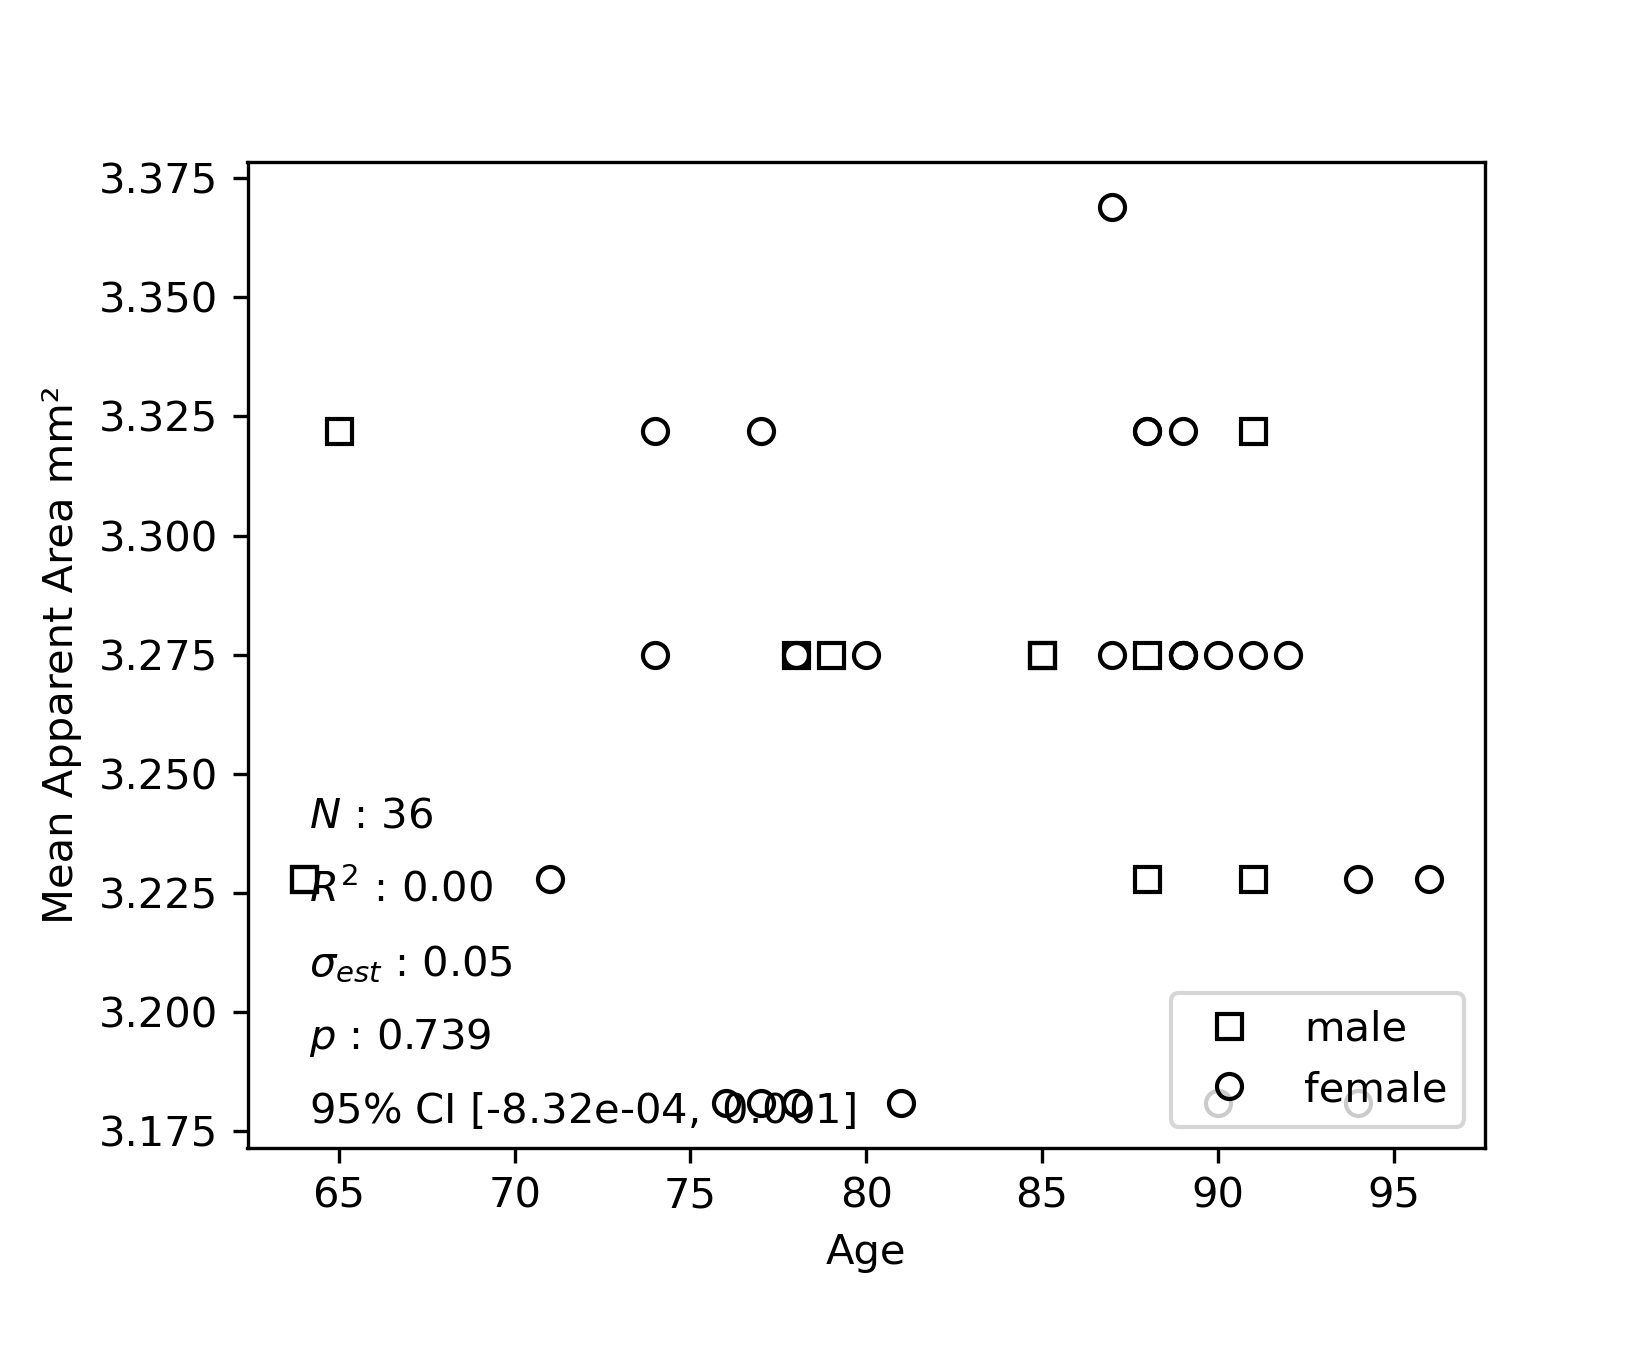 3.375
3.350
3.325
3.300
3.275
3.250
3.225
3.200
3.175
Mean Apparent Area mm²
N : 36
R² : 0.00
σest : 0.05
p : 0.739
95% CI [-8.32e-04, 0.001]
male
female
65 70 75 80 85 90 95
Age